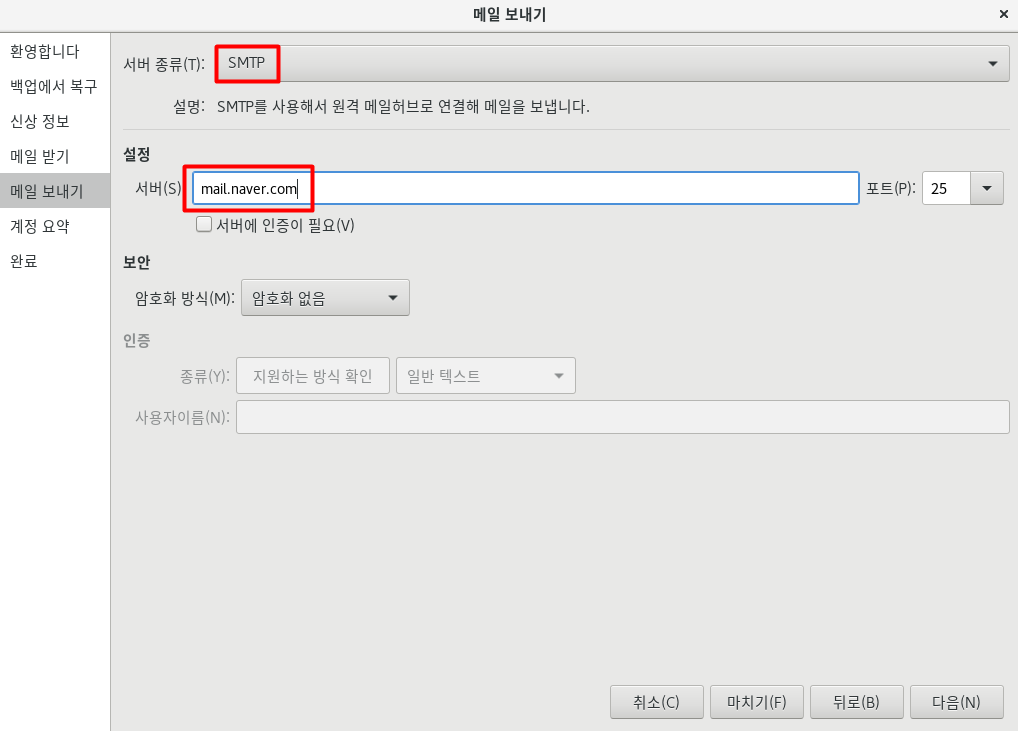 메일 보내기
환영합니다
백업에서 복구
신상 정보
메일 받기
메일 보내기
계정 요약
완료
서버 종류(T): SMTP
설명: SMTP를 사용해서 원격 메일허브로 연결해 메일을 보냅니다.
설정
서버(S) mail.naver.com 포트(P): 25
서버에 인증이 필요(V)
보안
암호화 방식(M): 암호화 없음
인증
종류(Y): 지원하는 방식 확인 일반 텍스트
사용자이름(N):
취소(C) 마치기(F) 뒤로(B) 다음(N)